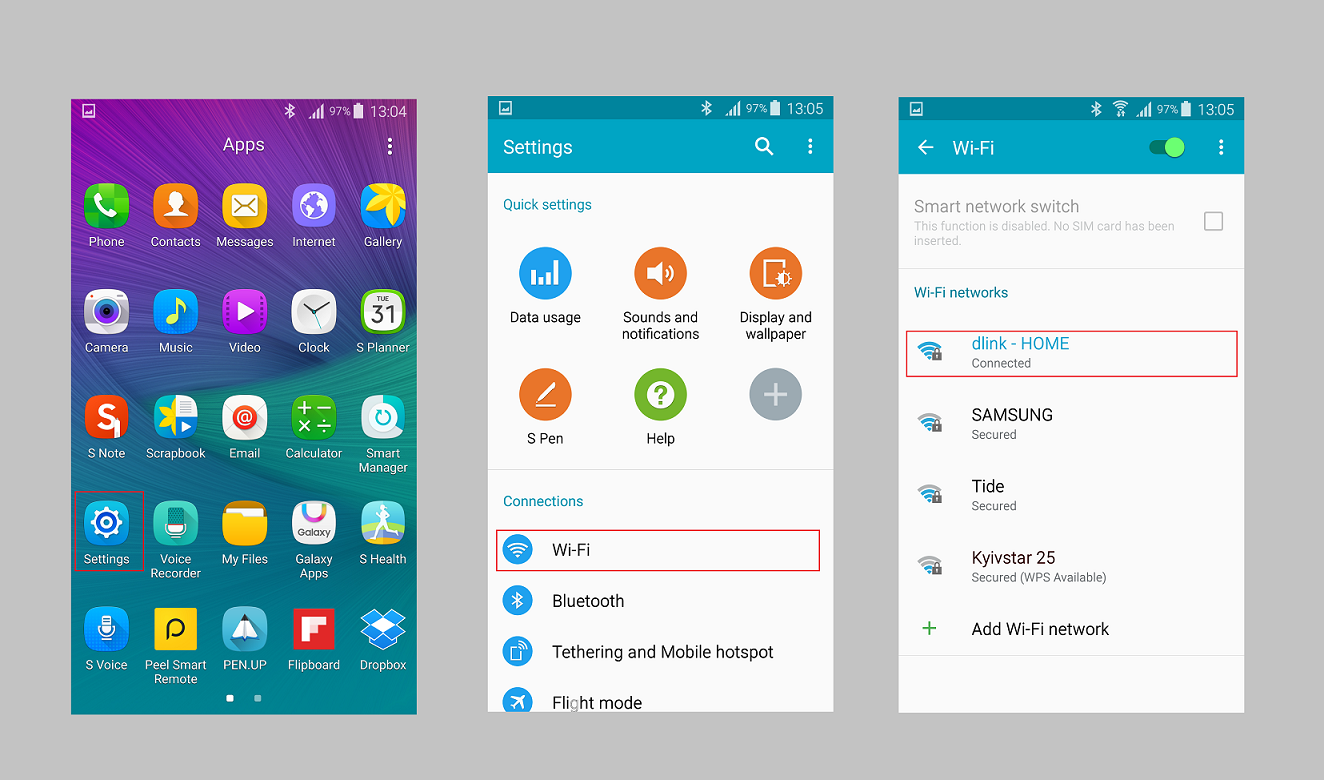 97% 13:04
Apps
Phone Contacts Messages Internet Gallery
TUE
31
Camera Music Video Clock S Planner
S Note Scrapbook Email Calculator Smart
Manager
Galaxy
Settings Voice
Recorder
My Files Galaxy
Apps
S Health
S Voice Peel Smart
Remote
PEN.UP Flipboard Dropbox
97% 13:05
Settings
Quick settings
Data usage Sounds and
notifications
Display and
wallpaper
S Pen Help
Connections
Wi-Fi
Bluetooth
Tethering and Mobile hotspot
Flight mode
97% 13:05
Wi-Fi
Smart network switch
This function is disabled. No SIM card has been
inserted.
Wi-Fi networks
dlink - HOME
Connected
SAMSUNG
Secured
Tide
Secured
Kyivstar 25
Secured (WPS Available)
Add Wi-Fi network